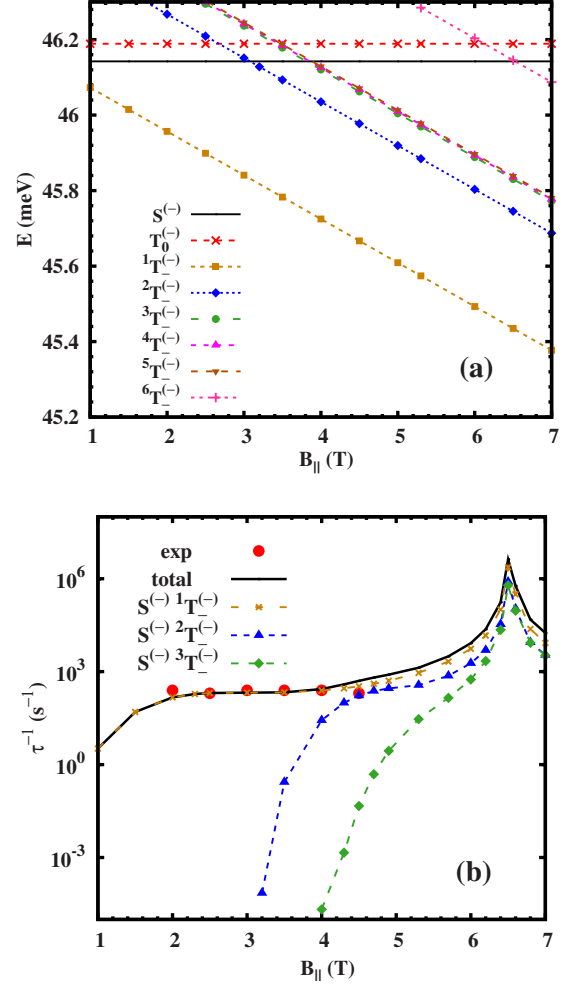 46.2
46
45.8
45.6
45.4
45.2
E (meV)
S(−)
T0(−)
1T−(−)
2T−(−)
3T−(−)
4T−(−)
5T−(−)
6T−(−)
(a)
1 2 3 4 5 6 7
B|| (T)
exp
total
S(−) 1T−(−)
S(−) 2T−(−)
S(−) 3T−(−)
10^6
10^3
10^0
10^-3
τ−1 (s−1)
(b)
1 2 3 4 5 6 7
B|| (T)